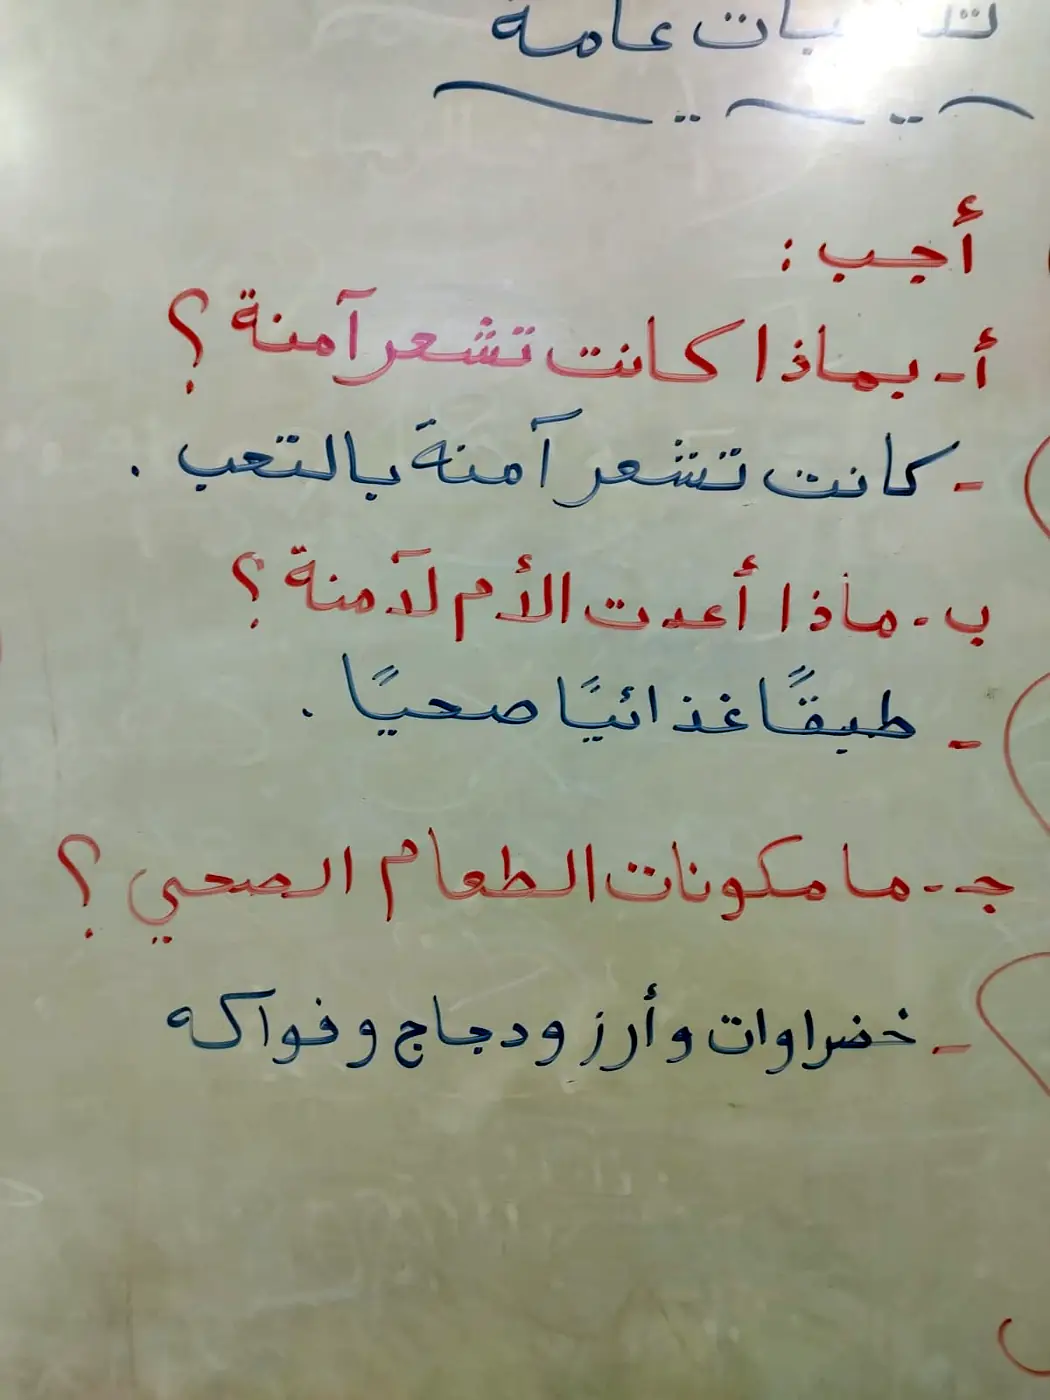 عامة
أجب :
أ - بماذا كانت تشعر آمنة ؟
- كانت تشعر آمنة بالتعب .
ب - ماذا أعدت الأم لآمنة ؟
- طبقًا غذائيًا صحيًا .
جـ - ما مكونات الطعام الصحي ؟
- خضراوات وأرز ودجاج وفواكه